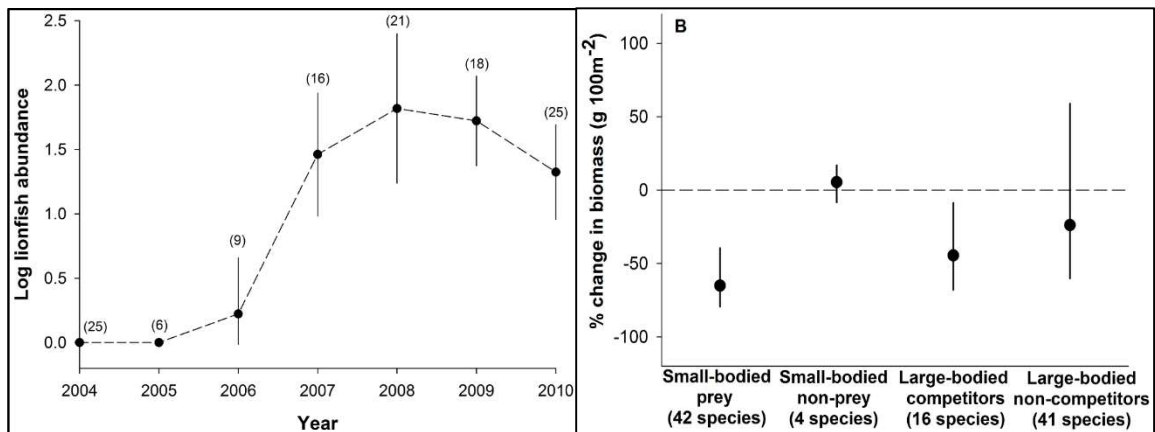 Log lionfish abundance
2.5
2.0
1.5
1.0
0.5
0.0
(25)
(6)
(9)
(16)
(21)
(18)
(25)
2004 2005 2006 2007 2008 2009 2010
Year
B
% change in biomass (g 100m-2)
100
50
0
-50
-100
Small-bodied
prey
(42 species)
Small-bodied
non-prey
(4 species)
Large-bodied
competitors
(16 species)
Large-bodied
non-competitors
(41 species)